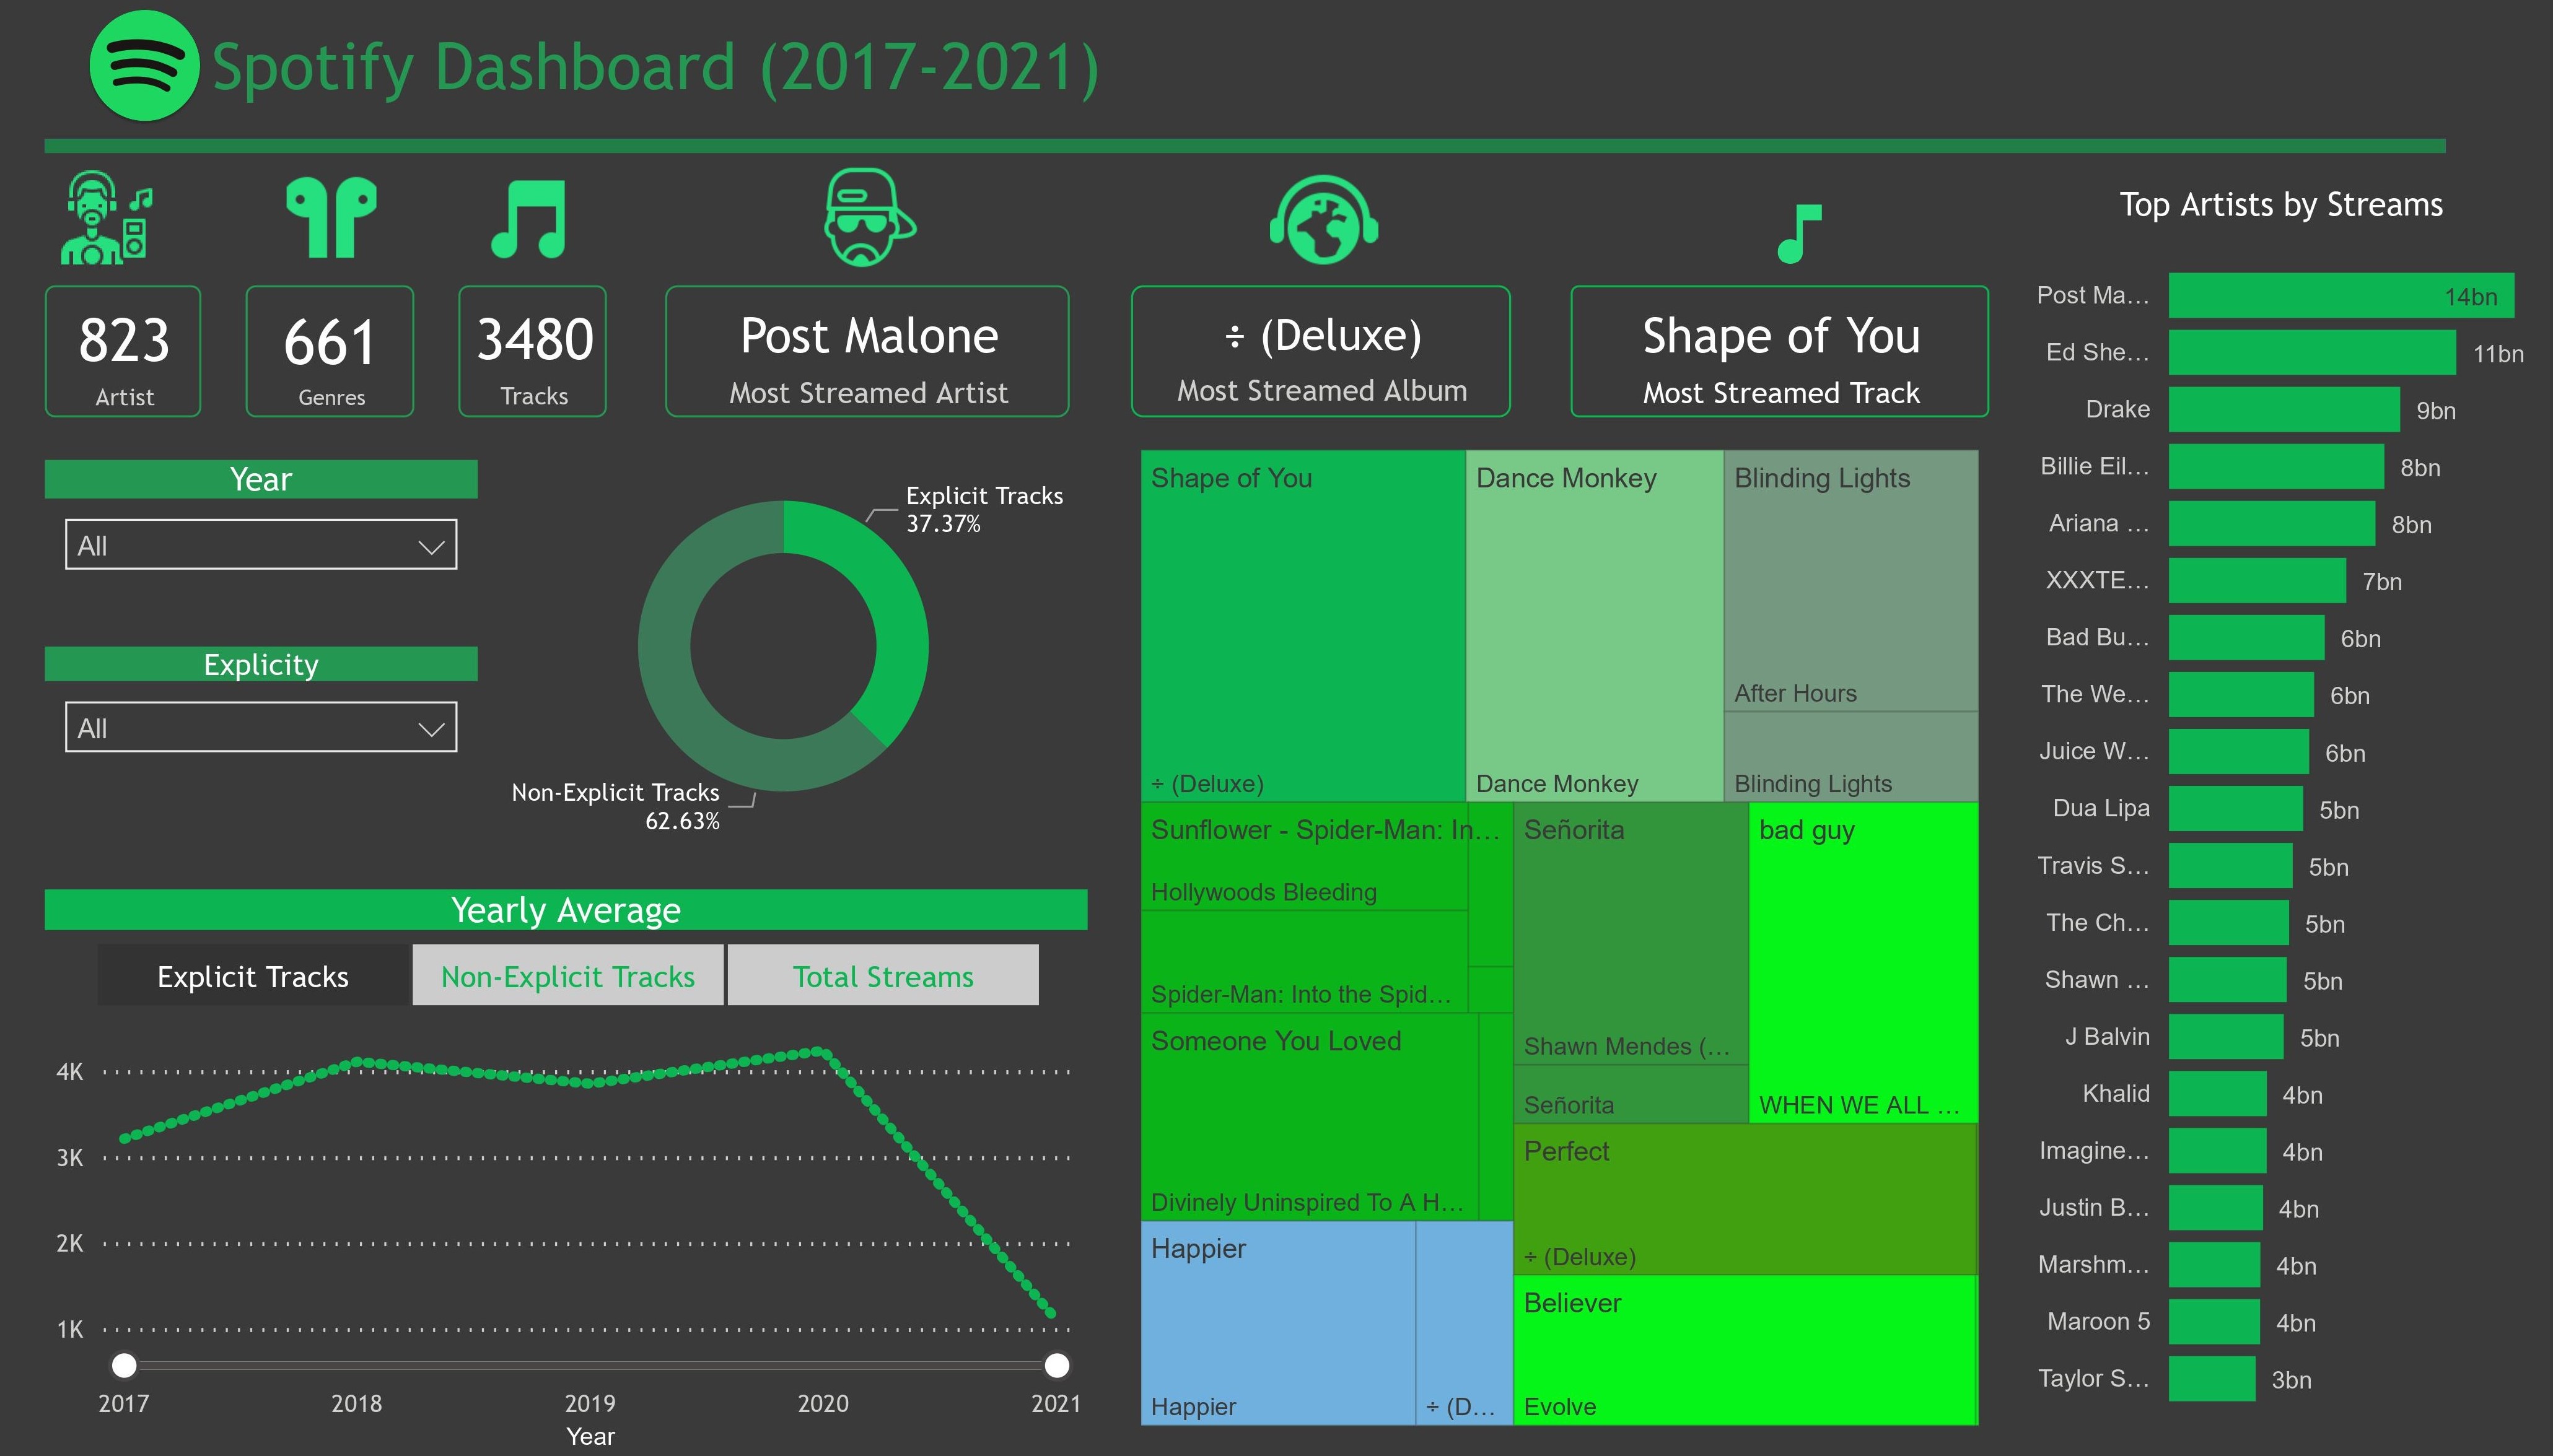 Spotify Dashboard (2017-2021)
823
Artist
661
Genres
3480
Tracks
Post Malone
Most Streamed Artist
÷ (Deluxe)
Most Streamed Album
Shape of You
Most Streamed Track
Year
All
Explicity
All
Explicit Tracks
37.37%
Non-Explicit Tracks
62.63%
Yearly Average
Explicit Tracks
Non-Explicit Tracks
Total Streams
4K
3K
2K
1K
2017
2018
2019
2020
2021
Year
Shape of You
÷ (Deluxe)
Dance Monkey
Dance Monkey
Blinding Lights
After Hours
Blinding Lights
Sunflower - Spider-Man: In…
Hollywoods Bleeding
Spider-Man: Into the Spid…
Señorita
Shawn Mendes (…
Señorita
bad guy
WHEN WE ALL …
Someone You Loved
Divinely Uninspired To A H…
Perfect
÷ (Deluxe)
Happier
Happier
÷ (D…
Believer
Evolve
Top Artists by Streams
Post Ma… 14bn
Ed She… 11bn
Drake 9bn
Billie Eil… 8bn
Ariana … 8bn
XXXTE… 7bn
Bad Bu… 6bn
The We… 6bn
Juice W… 6bn
Dua Lipa 5bn
Travis S… 5bn
The Ch… 5bn
Shawn … 5bn
J Balvin 5bn
Khalid 4bn
Imagine… 4bn
Justin B… 4bn
Marshm… 4bn
Maroon 5 4bn
Taylor S… 3bn